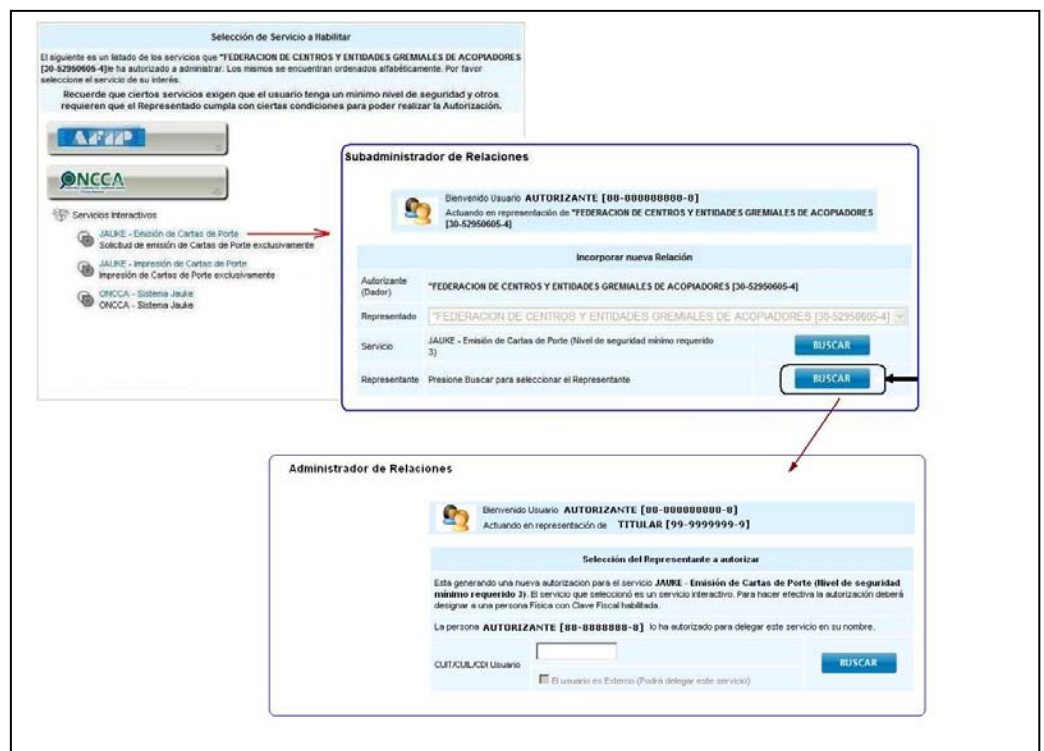 Selección de Servicio a Habilitar
El siguiente es un listado de los servicios que "FEDERACION DE CENTROS Y ENTIDADES GREMIALES DE ACOPIADORES
[30-52950605-4]le ha autorizado a administrar. Los mismos se encuentran ordenados alfabéticamente. Por favor
seleccione el servicio de su interés.
Recuerde que ciertos servicios exigen que el usuario tenga un mínimo nivel de seguridad y otros
requieren que el Representado cumpla con ciertas condiciones para poder realizar la Autorización.
AFIP
ONCCA
Servicios Interactivos
JAUKE - Emisión de Cartas de Porte
Solicitud de emisión de Cartas de Porte exclusivamente
JAUKE - Impresión de Cartas de Porte
Impresión de Cartas de Porte exclusivamente
ONCCA - Sistema Jauke
ONCCA - Sistema Jauke
Subadministrador de Relaciones
Bienvenido Usuario AUTORIZANTE [88-888888888-8]
Actuando en representación de "FEDERACION DE CENTROS Y ENTIDADES GREMIALES DE ACOPIADORES
[30-52950605-4]
Incorporar nueva Relación
Autorizante
(Dador)
"FEDERACION DE CENTROS Y ENTIDADES GREMIALES DE ACOPIADORES [30-52950605-4]
Representado
"FEDERACION DE CENTROS Y ENTIDADES GREMIALES DE ACOPIADORES [30-52950605-4]
Servicio
JAUKE - Emisión de Cartas de Porte (Nivel de seguridad mínimo requerido
3)
BUSCAR
Representante
Presione Buscar para seleccionar el Representante
BUSCAR
Administrador de Relaciones
Bienvenido Usuario AUTORIZANTE [88-888888888-8]
Actuando en representación de TITULAR [99-9999999-9]
Selección del Representante a autorizar
Esta generando una nueva autorizacion para el servicio JAUKE - Emisión de Cartas de Porte (Nivel de seguridad
mínimo requerido 3). El servicio que seleccionó es un servicio interactivo. Para hacer efectiva la autorización deberá
designar a una persona Física con Clave Fiscal habilitada.
La persona AUTORIZANTE [88-8888888-8] lo ha autorizado para delegar este servicio en su nombre.
CUIT/CUIL/CDI Usuario
BUSCAR
El usuario es Externo (Podrá delegar este servicio)